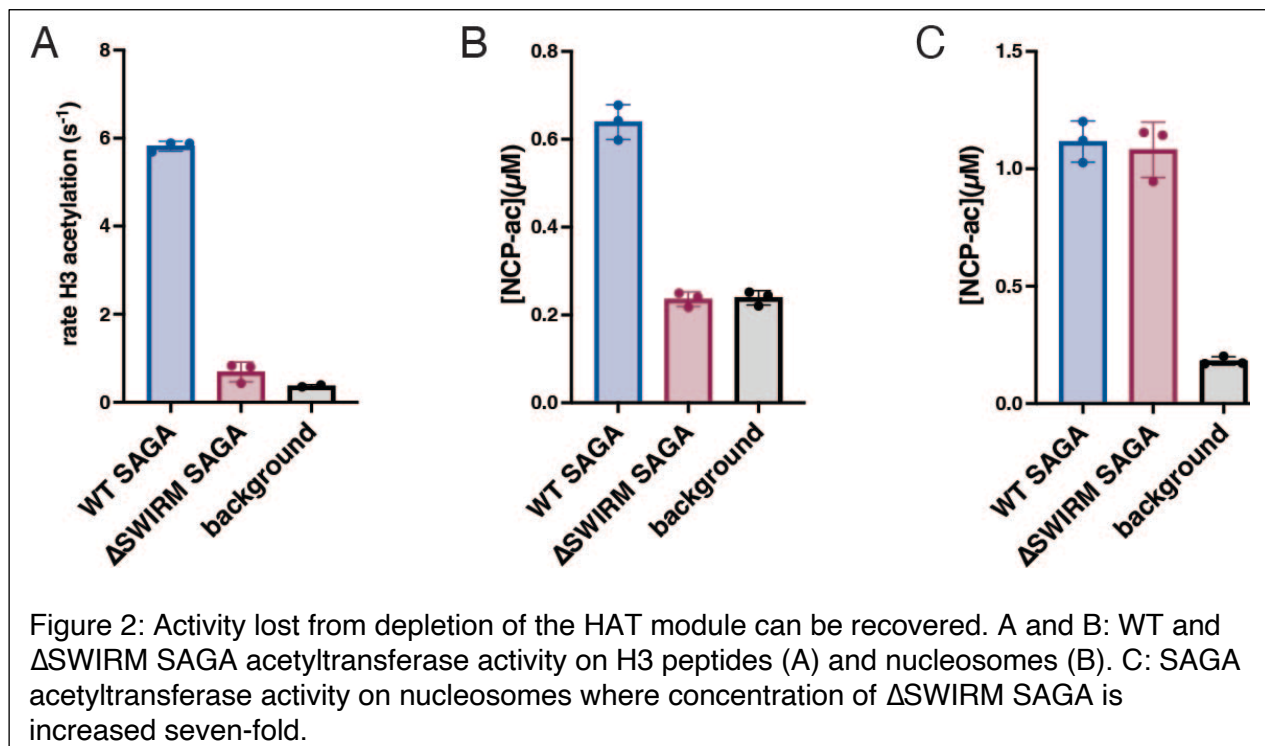 A
B
C
rate H3 acetylation (s⁻¹)
8
6
4
2
0
WT SAGA
ΔSWIRM SAGA
background
[NCP-ac](μM)
0.8
0.6
0.4
0.2
0.0
WT SAGA
ΔSWIRM SAGA
background
[NCP-ac](μM)
1.5
1.0
0.5
0.0
WT SAGA
ΔSWIRM SAGA
background
Figure 2: Activity lost from depletion of the HAT module can be recovered. A and B: WT and
ΔSWIRM SAGA acetyltransferase activity on H3 peptides (A) and nucleosomes (B). C: SAGA
acetyltransferase activity on nucleosomes where concentration of ΔSWIRM SAGA is
increased seven-fold.